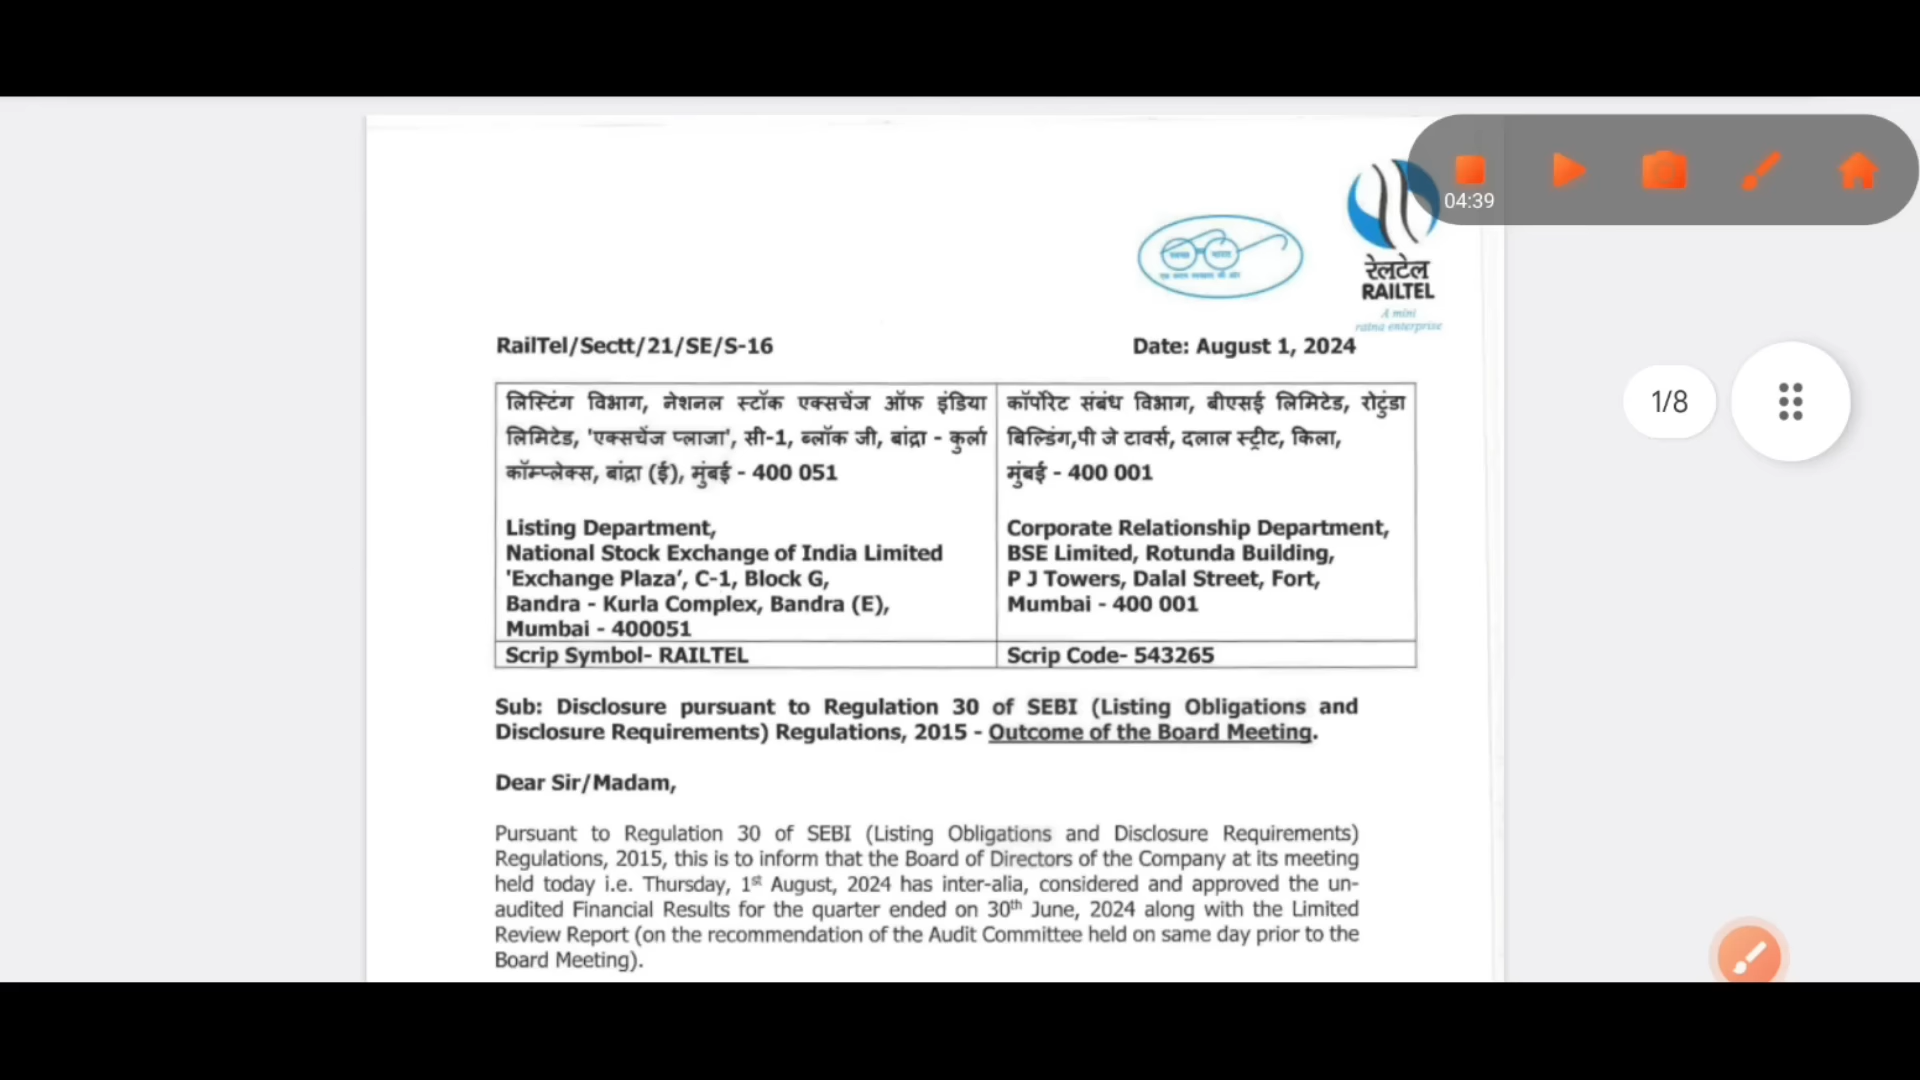 04:39
रेलटेल
RAILTEL
A mini
ratna enterprise
RailTel/Sectt/21/SE/S-16
Date: August 1, 2024
1/8
लिस्टिंग विभाग, नेशनल स्टॉक एक्सचेंज ऑफ इंडिया
लिमिटेड, 'एक्सचेंज प्लाजा', सी-1, ब्लॉक जी, बांद्रा - कुर्ला
कॉम्प्लेक्स, बांद्रा (ई), मुंबई - 400 051
Listing Department,
National Stock Exchange of India Limited
'Exchange Plaza’, C-1, Block G,
Bandra - Kurla Complex, Bandra (E),
Mumbai - 400051
कॉर्पोरेट संबंध विभाग, बीएसई लिमिटेड, रोटुंडा
बिल्डिंग,पी जे टावर्स, दलाल स्ट्रीट, किला,
मुंबई - 400 001
Corporate Relationship Department,
BSE Limited, Rotunda Building,
P J Towers, Dalal Street, Fort,
Mumbai - 400 001
Scrip Symbol- RAILTEL
Scrip Code- 543265
Sub: Disclosure pursuant to Regulation 30 of SEBI (Listing Obligations and
Disclosure Requirements) Regulations, 2015 - Outcome of the Board Meeting.
Dear Sir/Madam,
Pursuant to Regulation 30 of SEBI (Listing Obligations and Disclosure Requirements)
Regulations, 2015, this is to inform that the Board of Directors of the Company at its meeting
held today i.e. Thursday, 1st August, 2024 has inter-alia, considered and approved the un-
audited Financial Results for the quarter ended on 30th June, 2024 along with the Limited
Review Report (on the recommendation of the Audit Committee held on same day prior to the
Board Meeting).